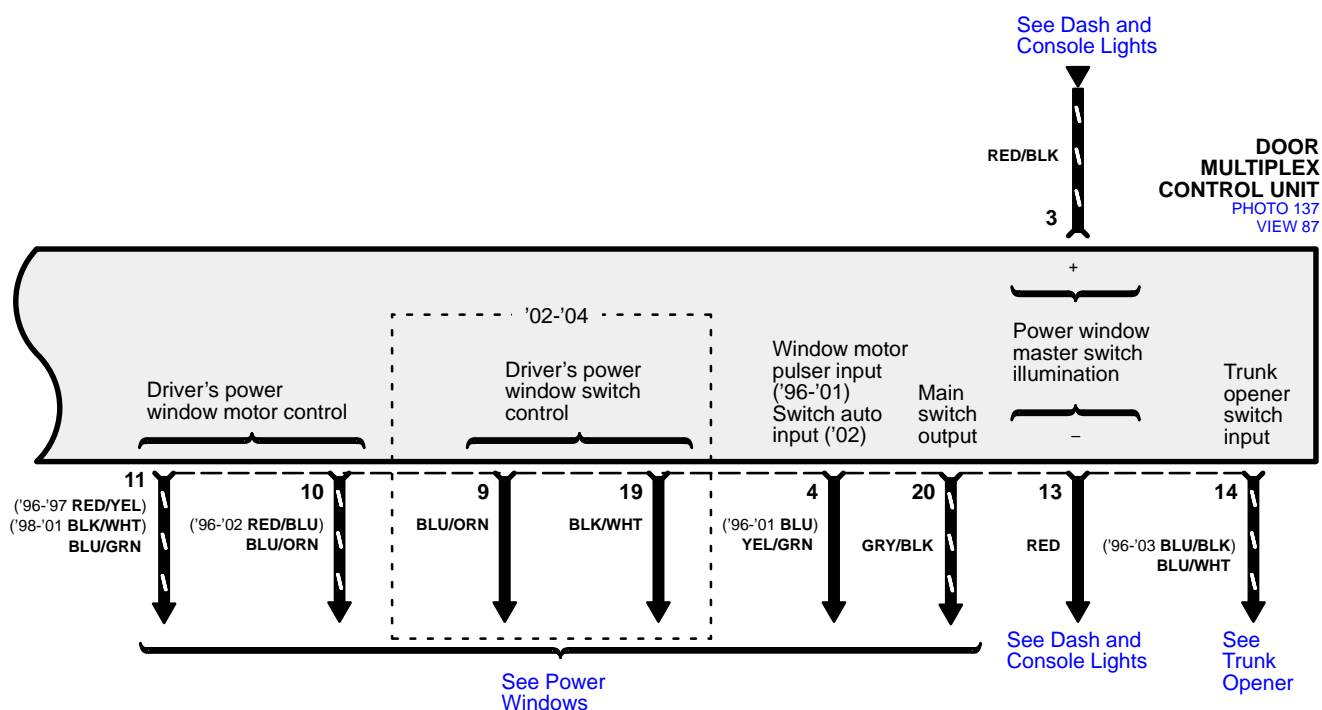 See Dash and
Console Lights
RED/BLK
3
DOOR
MULTIPLEX
CONTROL UNIT
PHOTO 137
VIEW 87
+
Power window
master switch
illumination
–
’02-’04
Driver’s power
window motor control
Driver’s power
window switch
control
Window motor
pulser input
(’96-’01)
Switch auto
input (’02)
Main
switch
output
Trunk
opener
switch
input
11
(’96-’97 RED/YEL)
(’98-’01 BLK/WHT)
BLU/GRN
10
(’96-’02 RED/BLU)
BLU/ORN
9
BLU/ORN
19
BLK/WHT
4
(’96-’01 BLU)
YEL/GRN
20
GRY/BLK
13
RED
14
(’96-’03 BLU/BLK)
BLU/WHT
See Power
Windows
See Dash and
Console Lights
See
Trunk
Opener